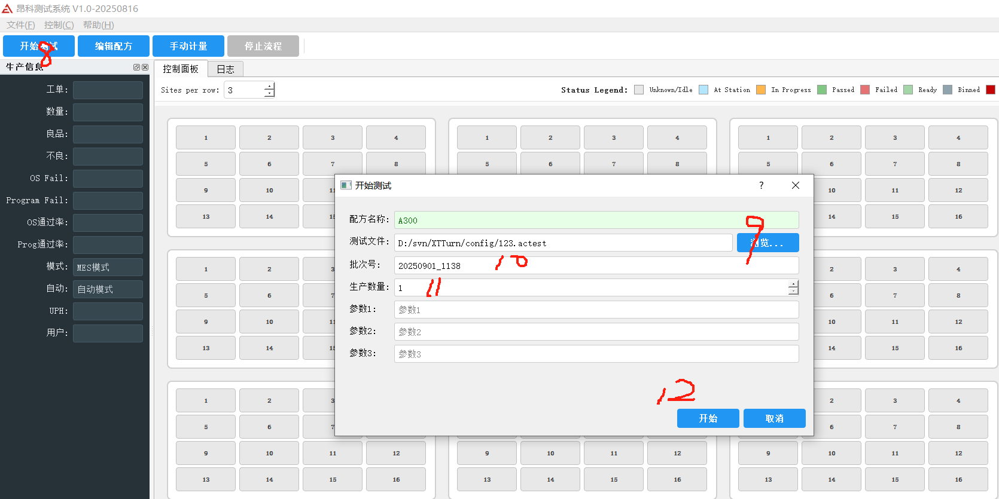 昂科测试系统 V1.0-20250816
文件(F) 控制(C) 帮助(H)
开始测试 编辑配方 手动计量 停止流程
8
生产信息
控制面板 日志
Sites per row: 3
Status Legend: Unknown/Idle At Station In Progress Passed Failed Ready Binned
工单:
数量:
良品:
不良:
OS Fail:
Program Fail:
OS通过率:
Prog通过率:
模式: MES模式
自动: 自动模式
UPH:
用户:
1 2 3 4 1 2 3 4 1 2 3 4
5 6 7 8 5 6 7 8 5 6 7 8
9 10 11 10 11 12
13 14 15 14 15 16
1 2 3 2 3 4
5 6 7 6 7 8
9 10 11 10 11 12
13 14 15 14 15 16
1 2 3 2 3 4
5 6 7 6 7 8
9 10 11 12 9 10 11 12 9 10 11 12
13 14 15 16 13 14 15 16 13 14 15 16
开始测试 ?
配方名称: A300
测试文件: D:/svn/XTTurn/config/123.actest 浏览...
9
批次号: 20250901_1138
10
生产数量: 1
11
参数1: 参数1
参数2: 参数2
参数3: 参数3
12
开始 取消